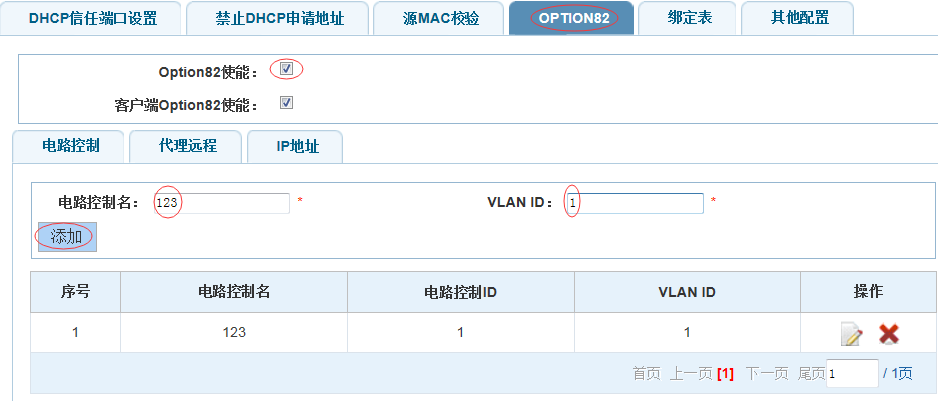 DHCP信任端口设置 禁止DHCP申请地址 源MAC校验 OPTION82 绑定表 其他配置
Option82使能：
客户端Option82使能：
电路控制 代理远程 IP地址
电路控制名： 123 * VLAN ID： 1 *
添加
序号 电路控制名 电路控制ID VLAN ID 操作
1 123 1 1
首页 上一页 [1] 下一页 尾页 1 / 1页